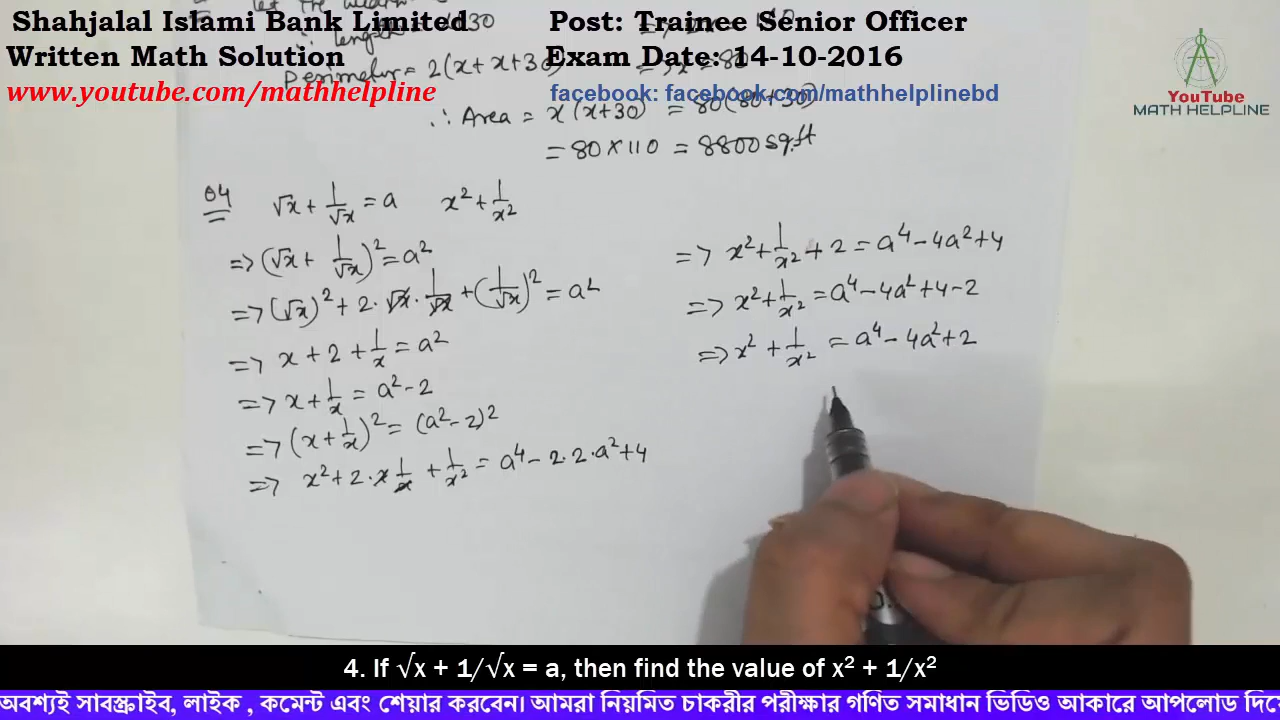 Shahjalal Islami Bank Limited Post: Trainee Senior Officer
Written Math Solution Exam Date: 14-10-2016
www.youtube.com/mathhelpline facebook: facebook.com/mathhelplinebd
YouTube
MATH HELPLINE
Perimetur = 2(x+x+30)
∴ Area = x(x+30) = 80(80+30)
= 80×110 = 8800 sq.ft
04 √x + 1/√x = a x² + 1/x²
=> (√x + 1/√x)² = a²
=> (√x)² + 2·√x·1/√x + (1/√x)² = a²
=> x + 2 + 1/x = a²
=> x + 1/x = a² - 2
=> (x + 1/x)² = (a² - 2)²
=> x² + 2·x 1/x + 1/x² = a⁴ - 2·2·a² + 4
=> x² + 1/x² + 2 = a⁴ - 4a² + 4
=> x² + 1/x² = a⁴ - 4a² + 4 - 2
=> x² + 1/x² = a⁴ - 4a² + 2
4. If √x + 1/√x = a, then find the value of x² + 1/x²
অবশ্যই সাবস্ক্রাইব, লাইক , কমেন্ট এবং শেয়ার করবেন। আমরা নিয়মিত চাকরীর পরীক্ষার গণিত সমাধান ভিডিও আকারে আপলোড দিয়ে